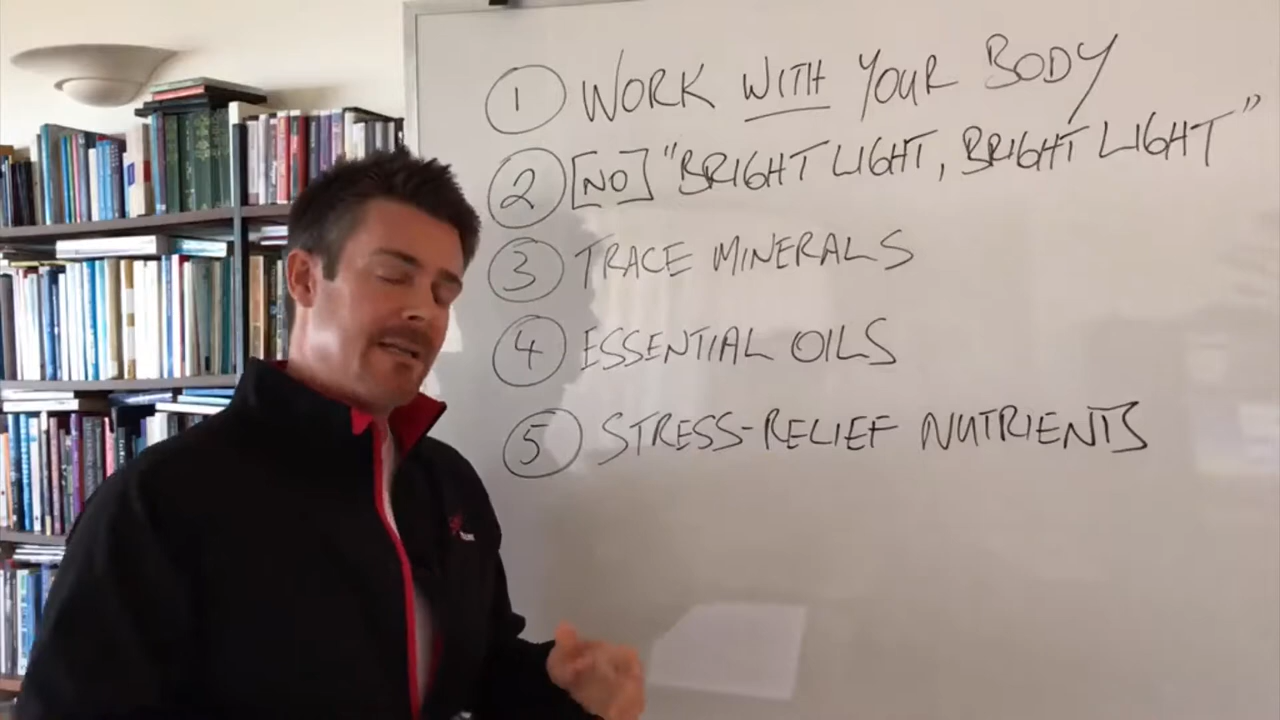 1 WORK WITH YOUR BODY
2 [NO] "BRIGHT LIGHT, BRIGHT LIGHT"
3 TRACE MINERALS
4 ESSENTIAL OILS
5 STRESS-RELIEF NUTRIENTS